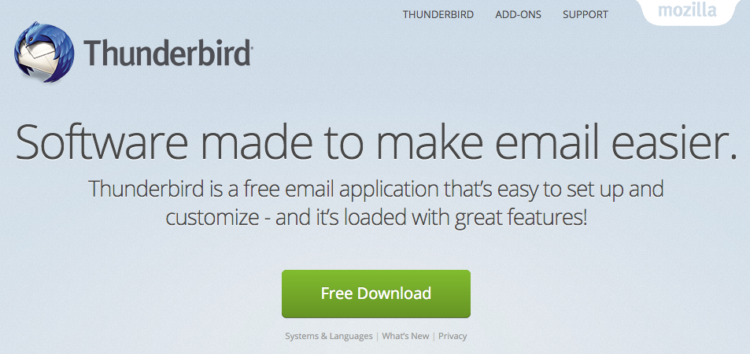 THUNDERBIRD ADD-ONS SUPPORT mozilla
Thunderbird®
Software made to make email easier.
Thunderbird is a free email application that's easy to set up and
customize - and it's loaded with great features!
Free Download
Systems & Languages | What's New | Privacy